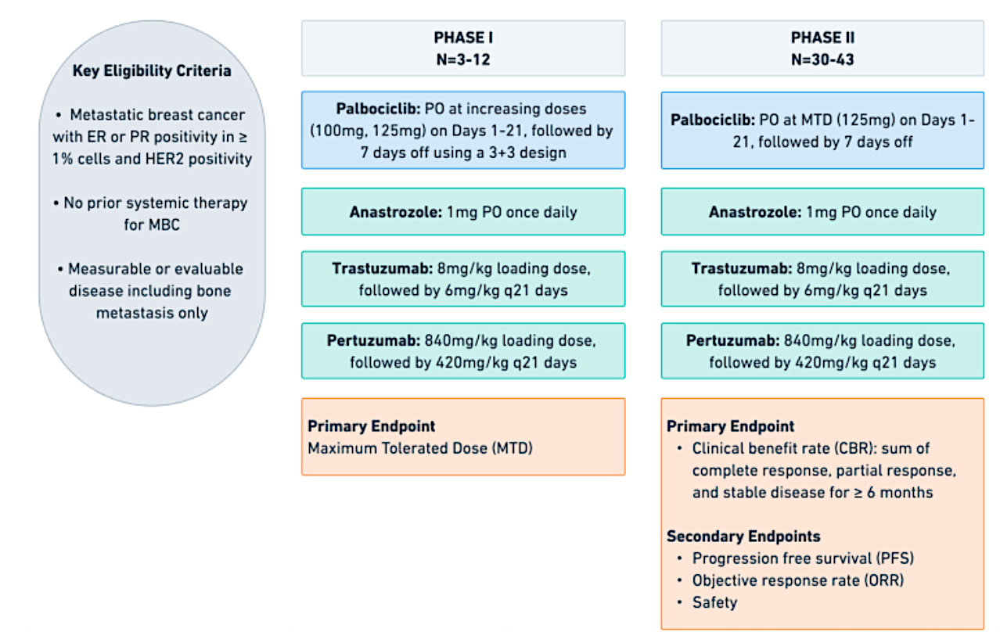 Key Eligibility Criteria
• Metastatic breast cancer
with ER or PR positivity in ≥
1% cells and HER2 positivity
• No prior systemic therapy
for MBC
• Measurable or evaluable
disease including bone
metastasis only
PHASE I
N=3-12
Palbociclib: PO at increasing doses
(100mg, 125mg) on Days 1-21, followed by
7 days off using a 3+3 design
Anastrozole: 1mg PO once daily
Trastuzumab: 8mg/kg loading dose,
followed by 6mg/kg q21 days
Pertuzumab: 840mg/kg loading dose,
followed by 420mg/kg q21 days
Primary Endpoint
Maximum Tolerated Dose (MTD)
PHASE II
N=30-43
Palbociclib: PO at MTD (125mg) on Days 1-
21, followed by 7 days off
Anastrozole: 1mg PO once daily
Trastuzumab: 8mg/kg loading dose,
followed by 6mg/kg q21 days
Pertuzumab: 840mg/kg loading dose,
followed by 420mg/kg q21 days
Primary Endpoint
• Clinical benefit rate (CBR): sum of
complete response, partial response,
and stable disease for ≥ 6 months
Secondary Endpoints
• Progression free survival (PFS)
• Objective response rate (ORR)
• Safety